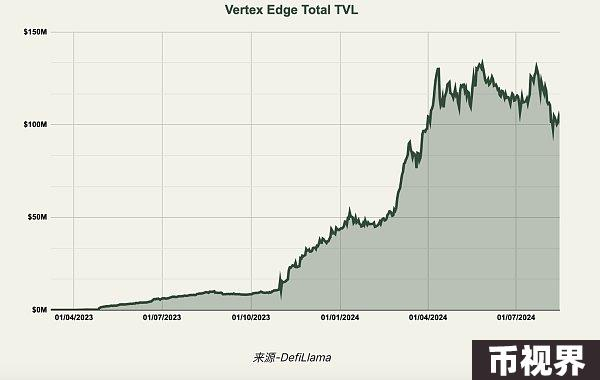 Vertex Edge Total TVL
$150M
$100M
$50M
$0M
01/04/2023 01/07/2023 01/10/2023 01/01/2024 01/04/2024 01/07/2024
来源-DefiLlama
币视界